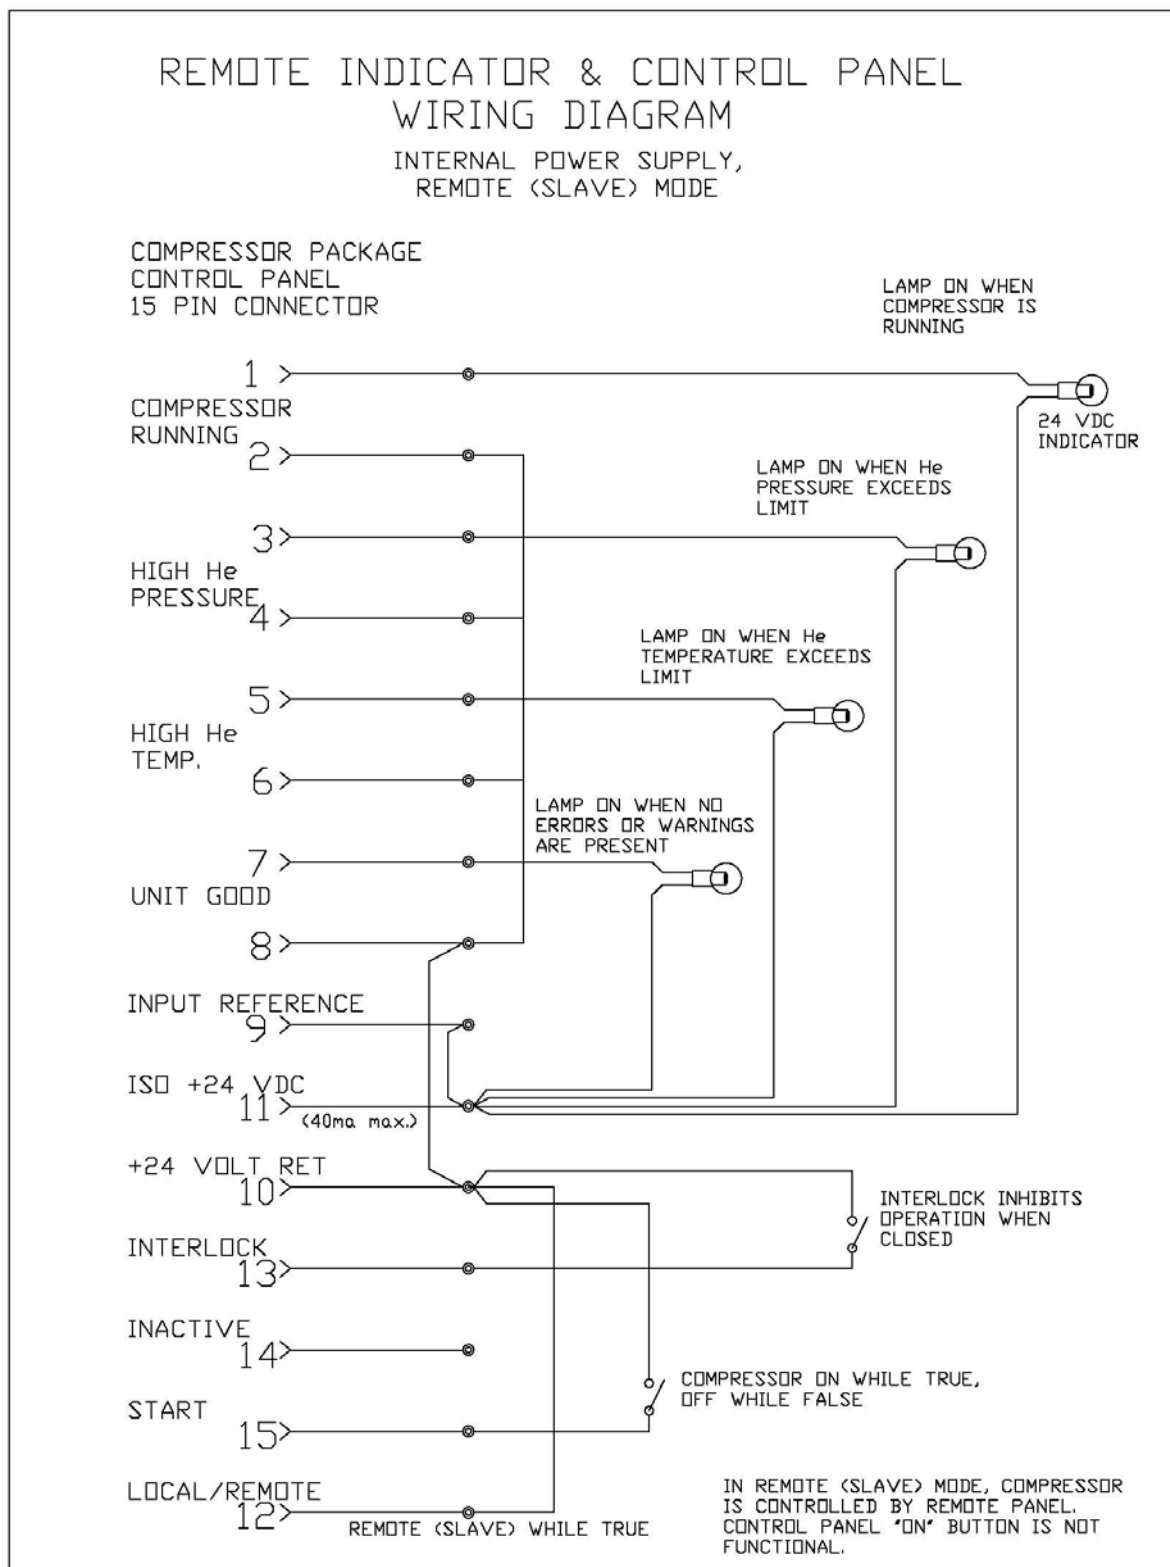 REMOTE INDICATOR & CONTROL PANEL
WIRING DIAGRAM
INTERNAL POWER SUPPLY,
REMOTE (SLAVE) MODE
COMPRESSOR PACKAGE
CONTROL PANEL
15 PIN CONNECTOR
LAMP ON WHEN
COMPRESSOR IS
RUNNING
1
COMPRESSOR
RUNNING
2
24 VDC
INDICATOR
LAMP ON WHEN He
PRESSURE EXCEEDS
LIMIT
3
HIGH He
PRESSURE
4
LAMP ON WHEN He
TEMPERATURE EXCEEDS
LIMIT
5
HIGH He
TEMP.
6
LAMP ON WHEN NO
ERRORS OR WARNINGS
ARE PRESENT
7
UNIT GOOD
8
INPUT REFERENCE
9
ISO +24 VDC
11
(40ma max.)
+24 VOLT RET
10
INTERLOCK INHIBITS
OPERATION WHEN
CLOSED
INTERLOCK
13
INACTIVE
14
COMPRESSOR ON WHILE TRUE,
OFF WHILE FALSE
START
15
LOCAL/REMOTE
12
REMOTE (SLAVE) WHILE TRUE
IN REMOTE (SLAVE) MODE, COMPRESSOR
IS CONTROLLED BY REMOTE PANEL.
CONTROL PANEL "ON" BUTTON IS NOT
FUNCTIONAL.